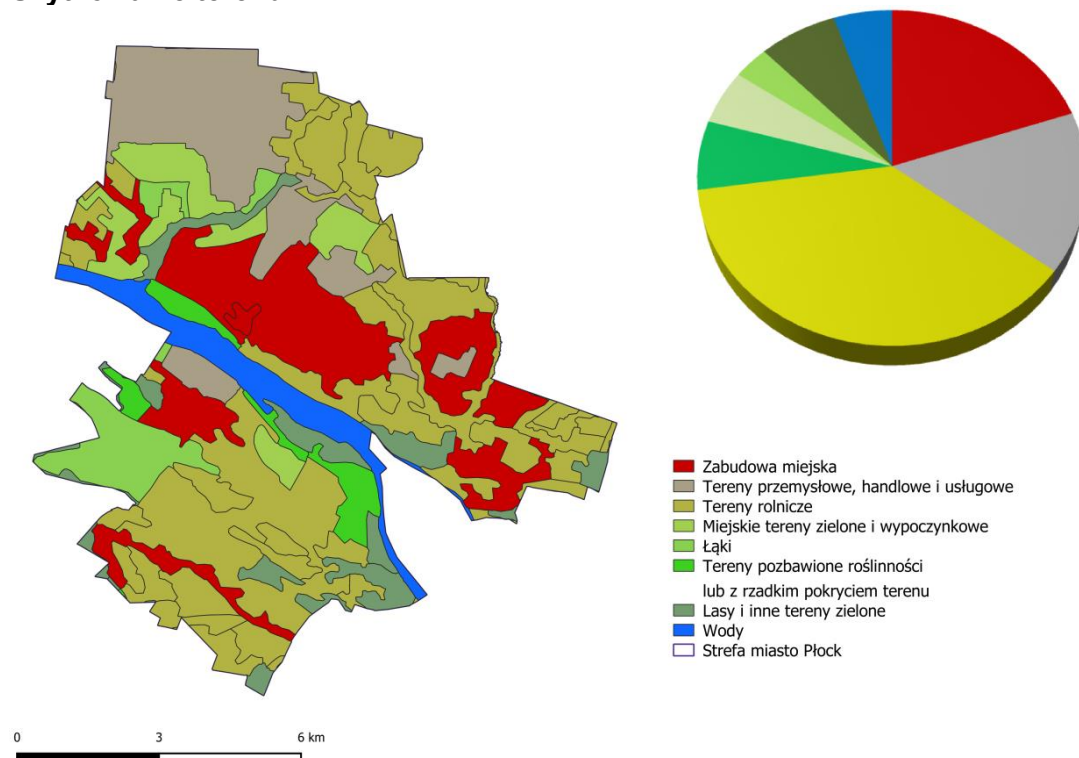 Zabudowa miejska
Tereny przemysłowe, handlowe i usługowe
Tereny rolnicze
Miejskie tereny zielone i wypoczynkowe
Łąki
Tereny pozbawione roślinności
lub z rzadkim pokryciem terenu
Lasy i inne tereny zielone
Wody
Strefa miasto Płock
0 3 6 km